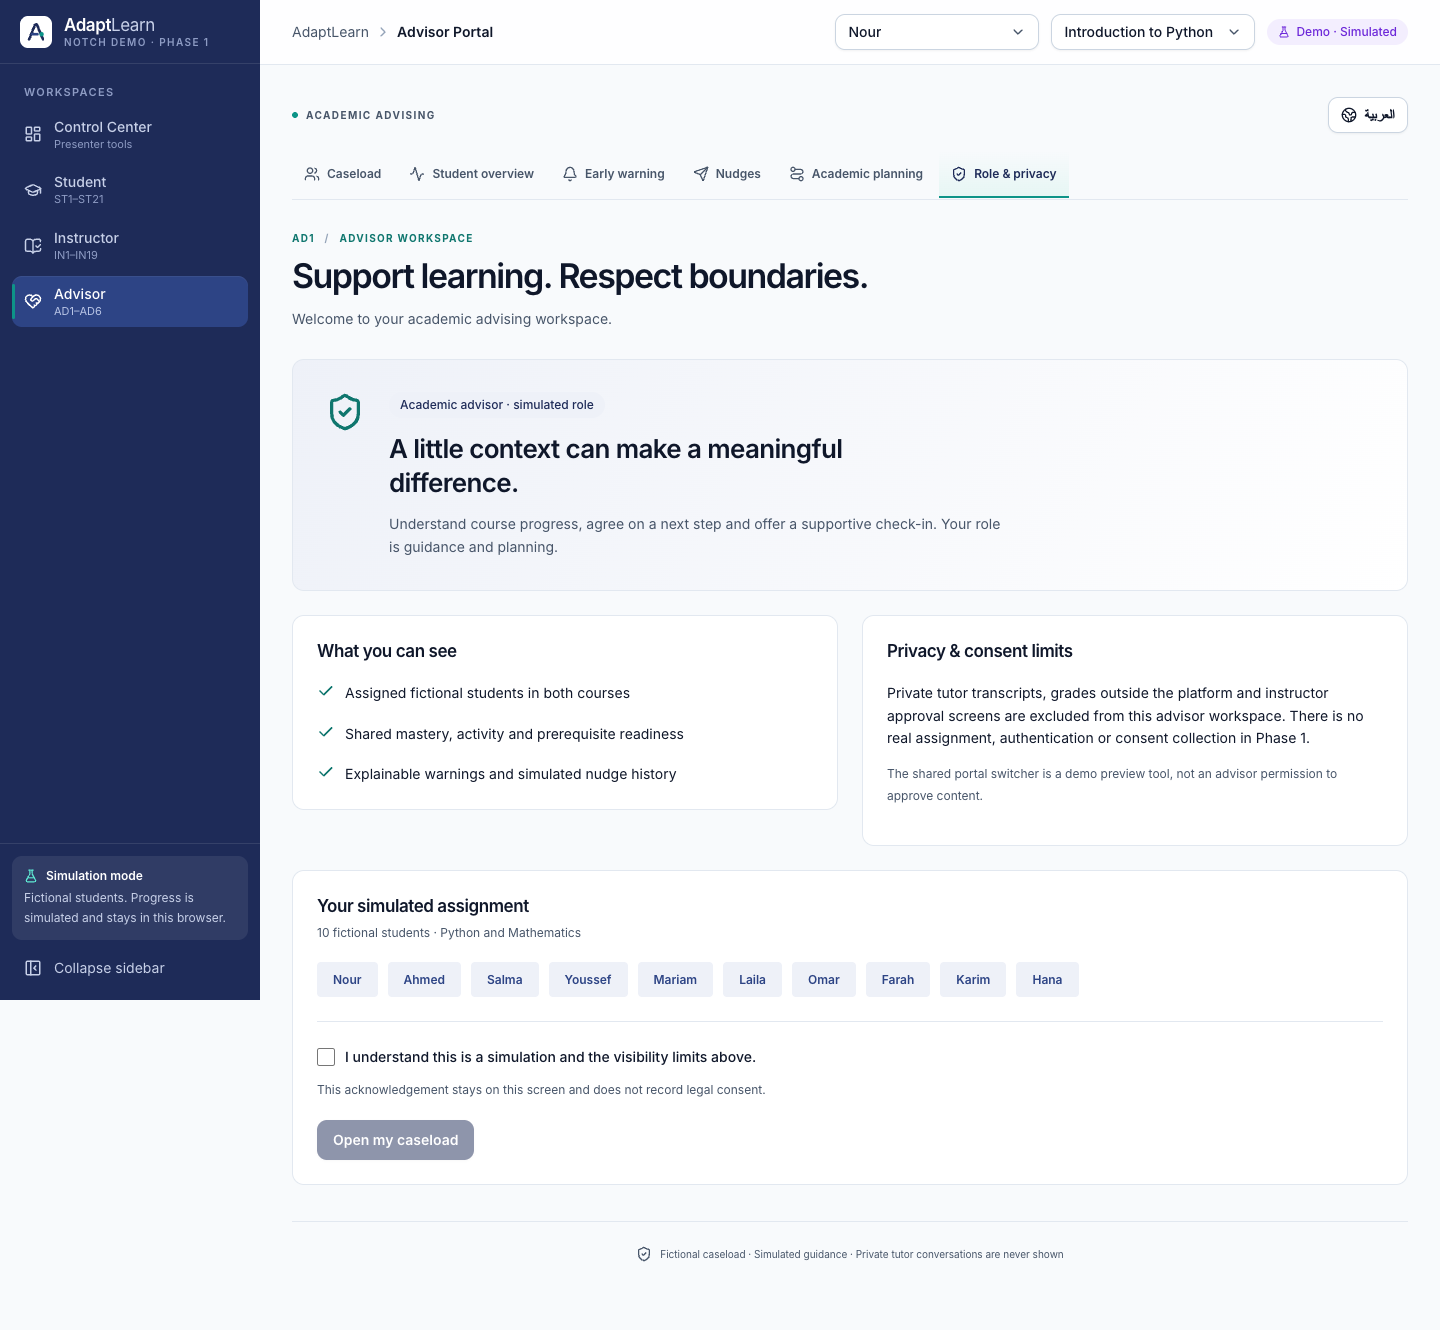 AdaptLearn
NOTCH DEMO · PHASE 1
WORKSPACES
Control Center
Presenter tools
Student
ST1–ST21
Instructor
IN1–IN19
Advisor
AD1–AD6
Simulation mode
Fictional students. Progress is
simulated and stays in this browser.
Collapse sidebar
AdaptLearn > Advisor Portal
Nour
Introduction to Python
Demo · Simulated
ACADEMIC ADVISING
العربية
Caseload
Student overview
Early warning
Nudges
Academic planning
Role & privacy
AD1 / ADVISOR WORKSPACE
Support learning. Respect boundaries.
Welcome to your academic advising workspace.
Academic advisor · simulated role
A little context can make a meaningful
difference.
Understand course progress, agree on a next step and offer a supportive check-in. Your role
is guidance and planning.
What you can see
Assigned fictional students in both courses
Shared mastery, activity and prerequisite readiness
Explainable warnings and simulated nudge history
Privacy & consent limits
Private tutor transcripts, grades outside the platform and instructor
approval screens are excluded from this advisor workspace. There is no
real assignment, authentication or consent collection in Phase 1.
The shared portal switcher is a demo preview tool, not an advisor permission to
approve content.
Your simulated assignment
10 fictional students · Python and Mathematics
Nour
Ahmed
Salma
Youssef
Mariam
Laila
Omar
Farah
Karim
Hana
I understand this is a simulation and the visibility limits above.
This acknowledgement stays on this screen and does not record legal consent.
Open my caseload
Fictional caseload · Simulated guidance · Private tutor conversations are never shown